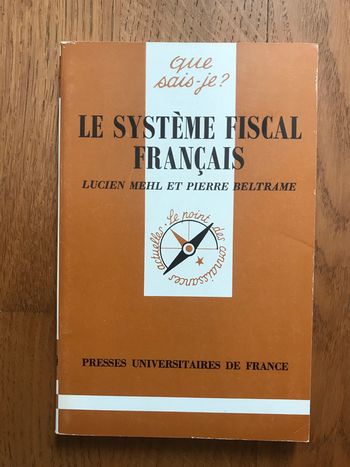 que
sais-je?
LE SYSTÈME FISCAL
FRANÇAIS
LUCIEN MEHL ET PIERRE BELTRAME
Le point des connaissances actuelles
PRESSES UNIVERSITAIRES DE FRANCE